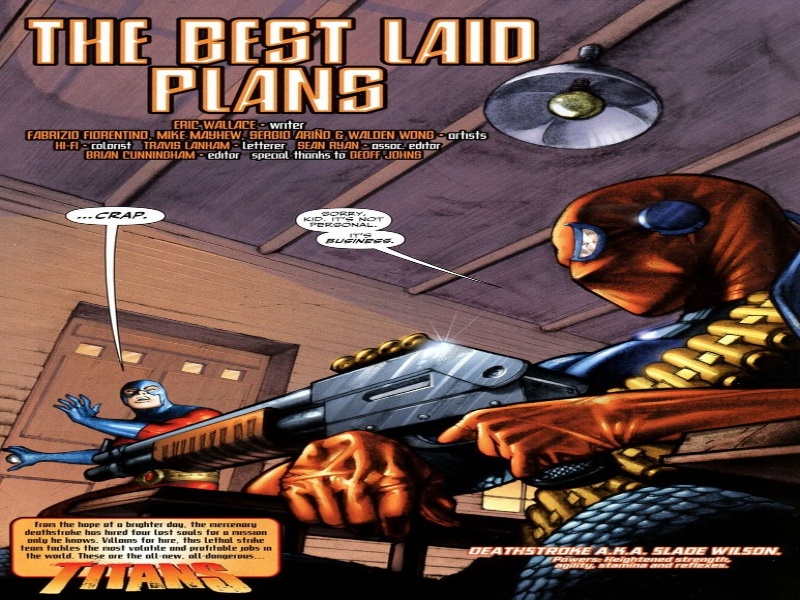 THE BEST LAID
PLANS
ERIC WALLACE - writer
FABRIZIO FIORENTINO, MIKE MAYHEW, SERGIO ARIÑO & WALDEN WONG - artists
HI-FI - colorist TRAVIS LANHAM - letterer SEAN RYAN - assoc. editor
BRIAN CUNNINGHAM - editor special thanks to GEOFF JOHNS
...CRAP.
SORRY,
KID. IT'S NOT
PERSONAL.
IT'S
BUSINESS.
From the hope of a brighter day, the mercenary
deathstroke has hired four lost souls for a mission
only he knows. Villains for hire, this lethal strike
team tackles the most volatile and profitable jobs in
the world. These are the all-new, all-dangerous...
TITANS
DEATHSTROKE A.K.A. SLADE WILSON.
Powers: Heightened strength,
agility, stamina and reflexes.